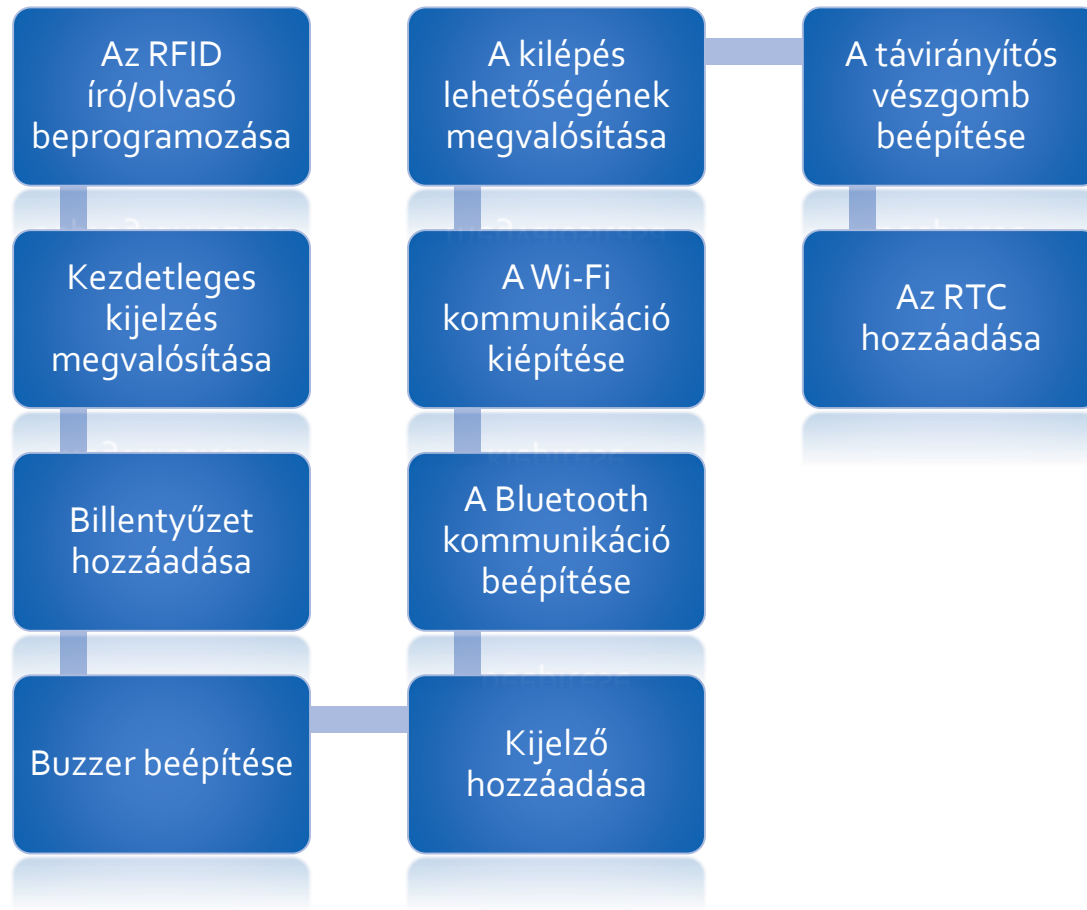 Az RFID
író/olvasó
beprogramozása
Kezdetleges
kijelzés
megvalósítása
Billentyűzet
hozzáadása
Buzzer beépítése
Kijelző
hozzáadása
A Bluetooth
kommunikáció
beépítése
A Wi-Fi
kommunikáció
kiépítése
A kilépés
lehetőségének
megvalósítása
A távirányítós
vészgomb
beépítése
Az RTC
hozzáadása